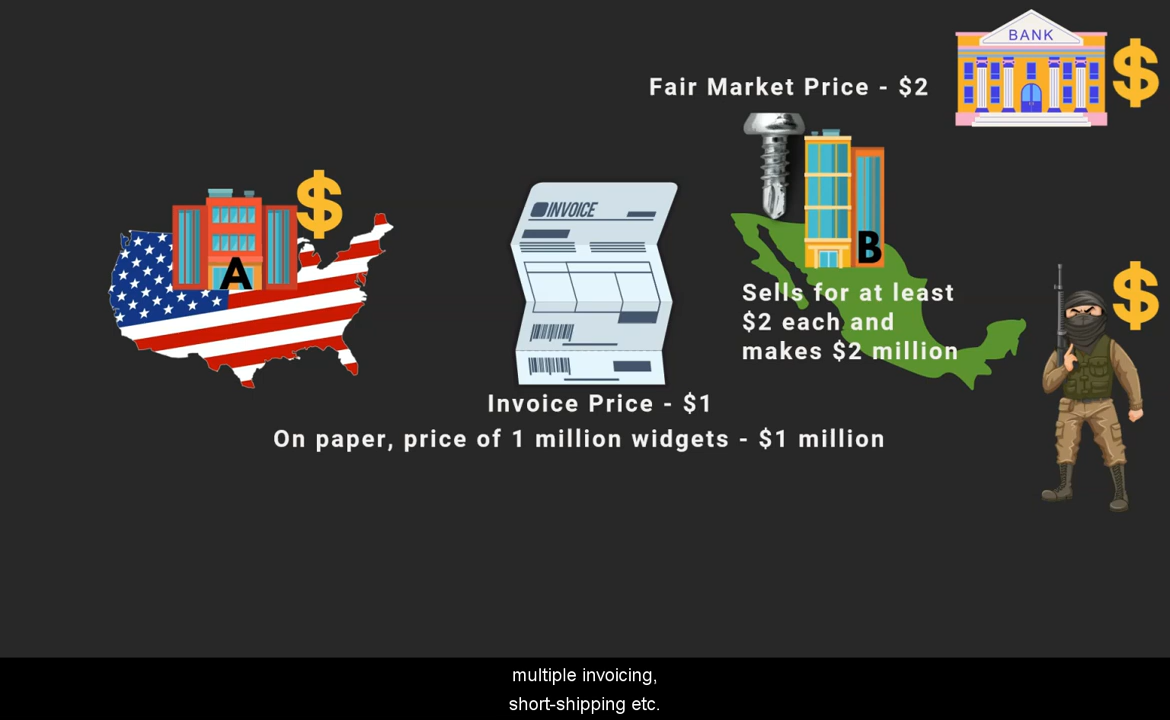 BANK
Fair Market Price - $2
$
$
INVOICE
A
B
Sells for at least
$2 each and
makes $2 million
$
Invoice Price - $1
On paper, price of 1 million widgets - $1 million
multiple invoicing,
short-shipping etc.